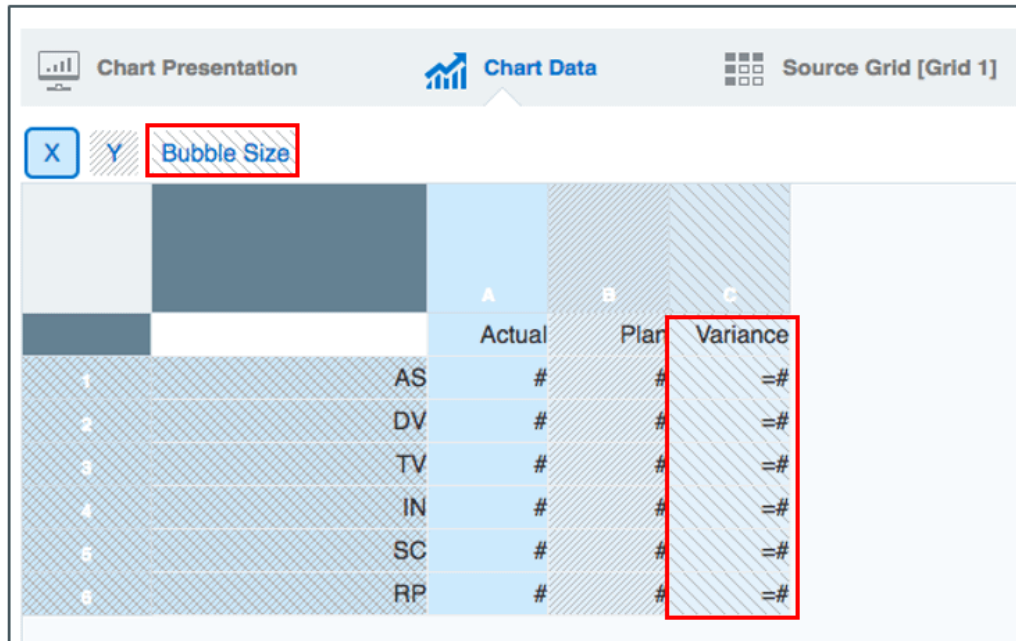 Chart Presentation Chart Data Source Grid [Grid 1]
X Y Bubble Size
A B C
Actual Plan Variance
1 AS # # =#
2 DV # # =#
3 TV # # =#
4 IN # # =#
5 SC # # =#
6 RP # # =#